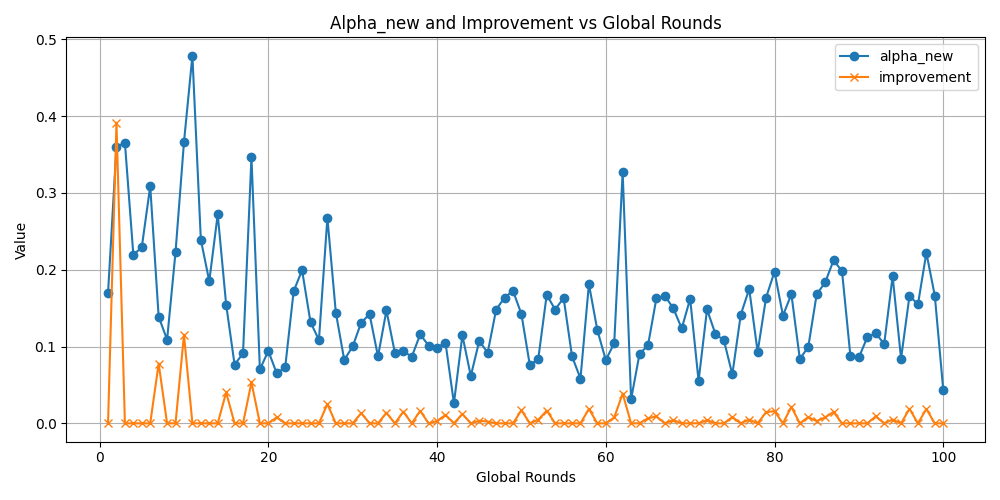 Alpha_new and Improvement vs Global Rounds
alpha_new
improvement
Value
0.5
0.4
0.3
0.2
0.1
0.0
0
20
40
60
80
100
Global Rounds